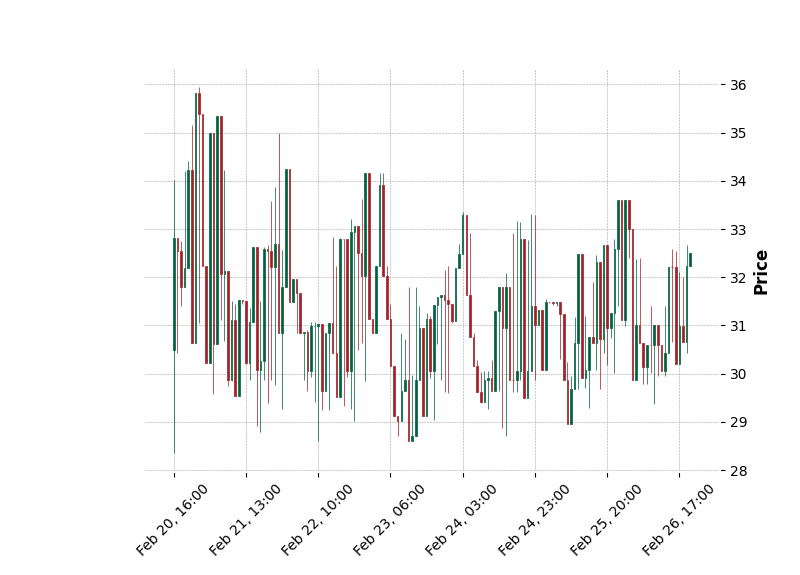 36
35
34
33
32
31
30
29
28
Price
Feb 20, 16:00
Feb 21, 13:00
Feb 22, 10:00
Feb 23, 06:00
Feb 24, 03:00
Feb 24, 23:00
Feb 25, 20:00
Feb 26, 17:00